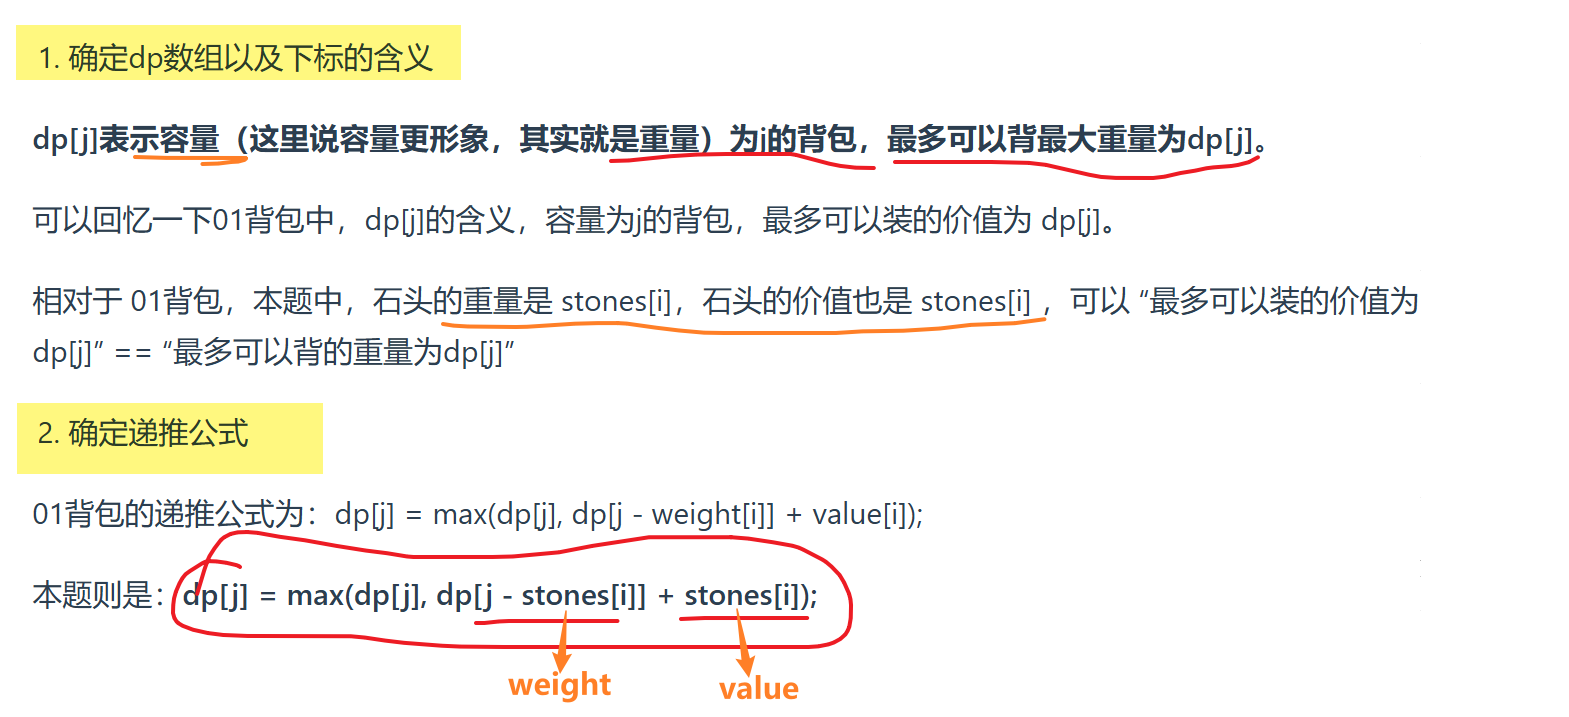 1. 确定dp数组以及下标的含义
dp[j]表示容量（这里说容量更形象，其实就是重量）为j的背包，最多可以背最大重量为dp[j]。
可以回忆一下01背包中，dp[j]的含义，容量为j的背包，最多可以装的价值为 dp[j]。
相对于 01背包，本题中，石头的重量是 stones[i]，石头的价值也是 stones[i] ，可以 “最多可以装的价值为
dp[j]” == “最多可以背的重量为dp[j]”
2. 确定递推公式
01背包的递推公式为：dp[j] = max(dp[j], dp[j - weight[i]] + value[i]);
本题则是：dp[j] = max(dp[j], dp[j - stones[i]] + stones[i]);
weight
value